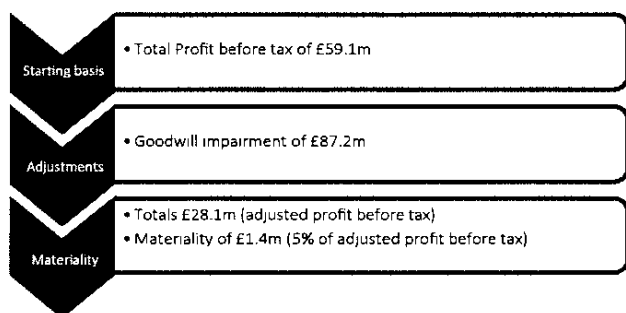 Starting basis
• Total Profit before tax of £59.1m
Adjustments
• Goodwill impairment of £87.2m
Materiality
• Totals £28.1m (adjusted profit before tax)
• Materiality of £1.4m (5% of adjusted profit before tax)